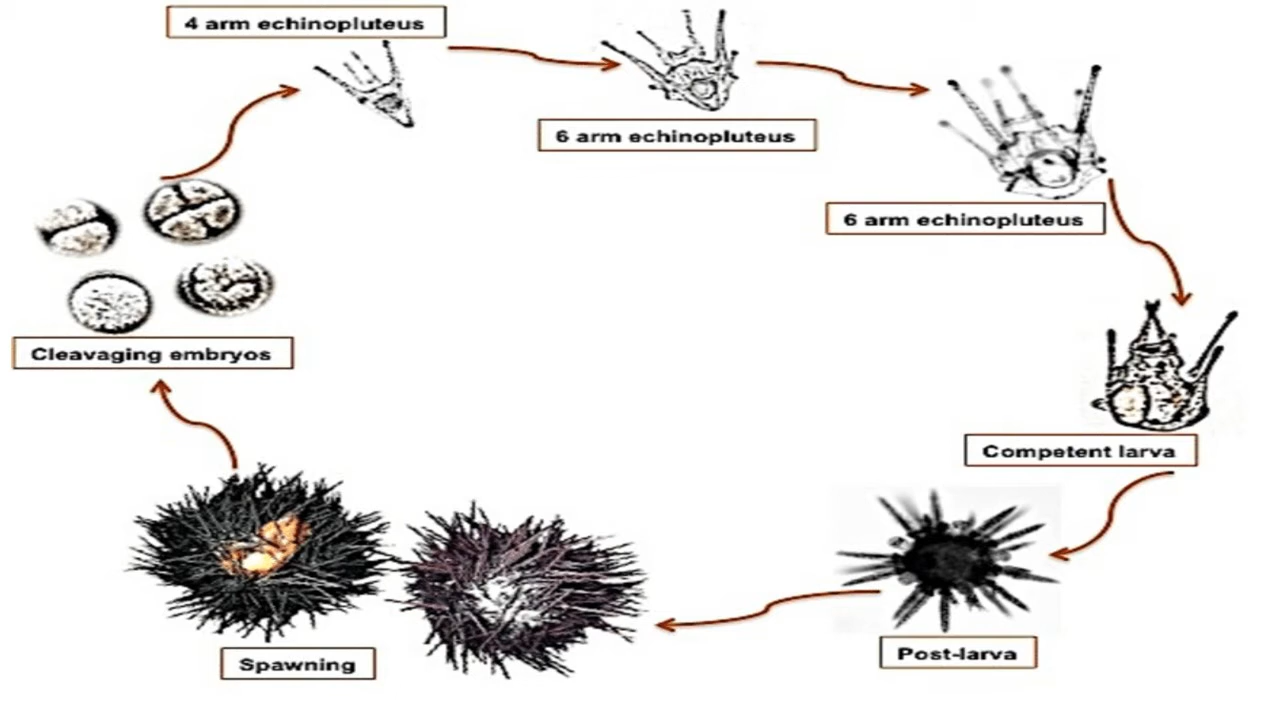 4 arm echinopluteus
6 arm echinopluteus
6 arm echinopluteus
Cleavaging embryos
Competent larva
Post-larva
Spawning